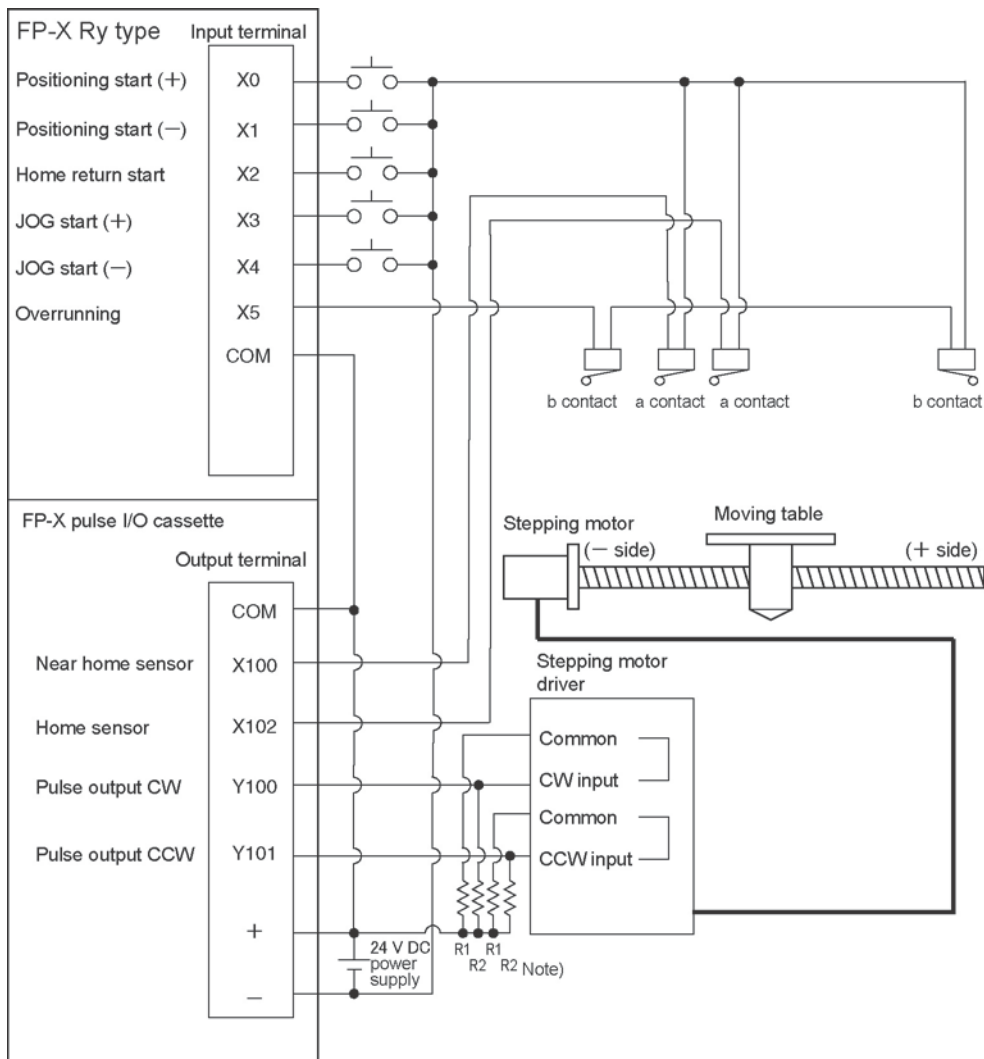 FP-X Ry type
Input terminal
Positioning start (+)
X0
Positioning start (—)
X1
Home return start
X2
JOG start (+)
X3
JOG start (—)
X4
Overrunning
X5
COM
b contact
a contact
a contact
b contact
FP-X pulse I/O cassette
Output terminal
Stepping motor
Moving table
(— side)
(+ side)
COM
Near home sensor
X100
Home sensor
X102
Pulse output CW
Y100
Pulse output CCW
Y101
+
—
24 V DC
power
supply
Stepping motor
driver
Common
CW input
Common
CCW input
R1
R2
R1
R2 Note)